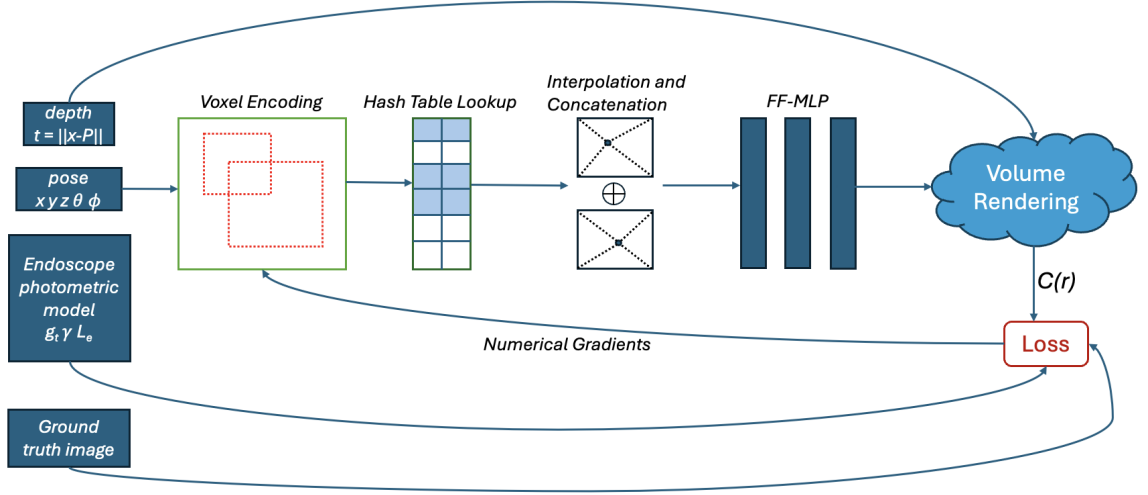 depth
t = ||x-P||
pose
x y z θ ϕ
Endoscope
photometric
model
gₜ γ Lₑ
Ground
truth image
Voxel Encoding
Hash Table Lookup
Interpolation and
Concatenation
FF-MLP
Volume
Rendering
C(r)
Loss
Numerical Gradients